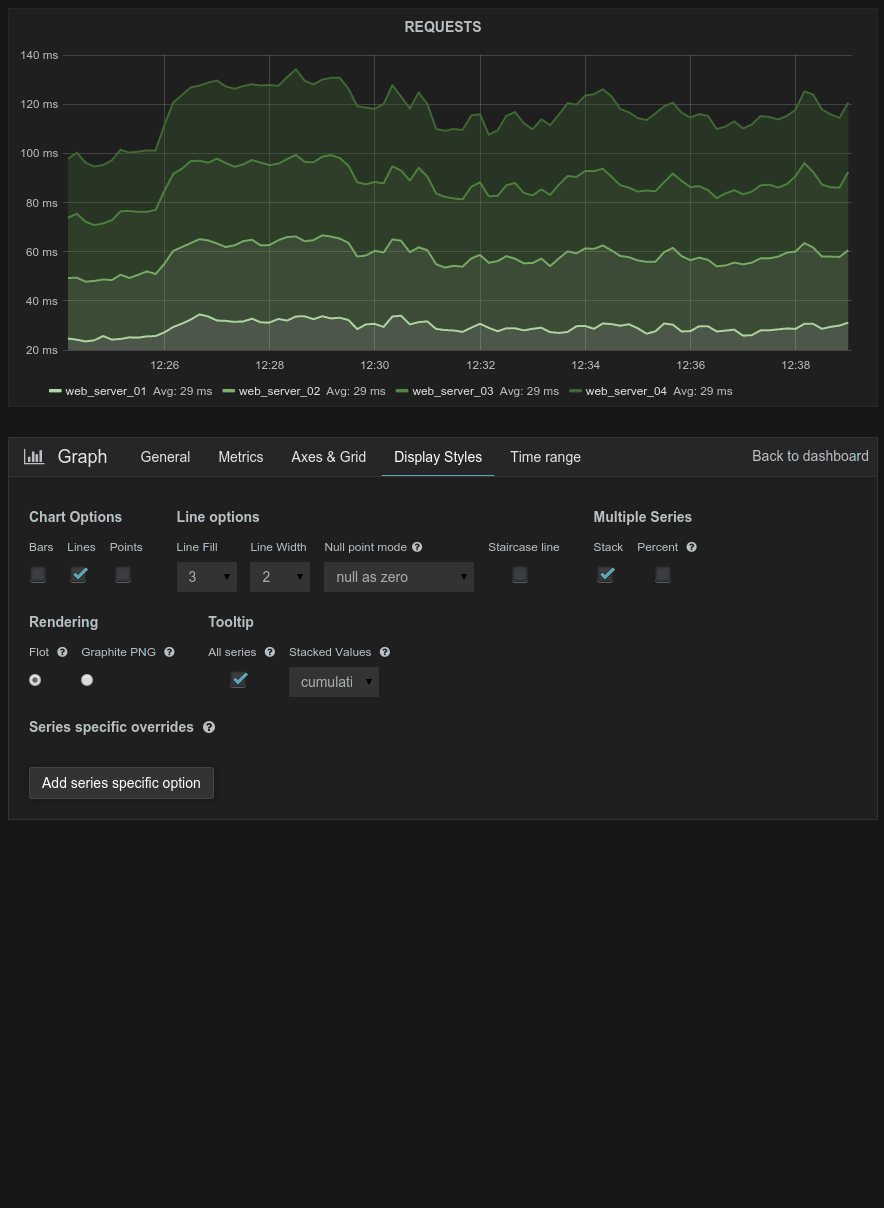 REQUESTS
140 ms
120 ms
100 ms
80 ms
60 ms
40 ms
20 ms
12:26 12:28 12:30 12:32 12:34 12:36 12:38
web_server_01 Avg: 29 ms web_server_02 Avg: 29 ms web_server_03 Avg: 29 ms web_server_04 Avg: 29 ms
Graph General Metrics Axes & Grid Display Styles Time range Back to dashboard
Chart Options Line options Multiple Series
Bars Lines Points Line Fill Line Width Null point mode ? Staircase line Stack Percent ?
3 2 null as zero
Rendering Tooltip
Flot ? Graphite PNG ? All series ? Stacked Values ?
cumulati
Series specific overrides ?
Add series specific option